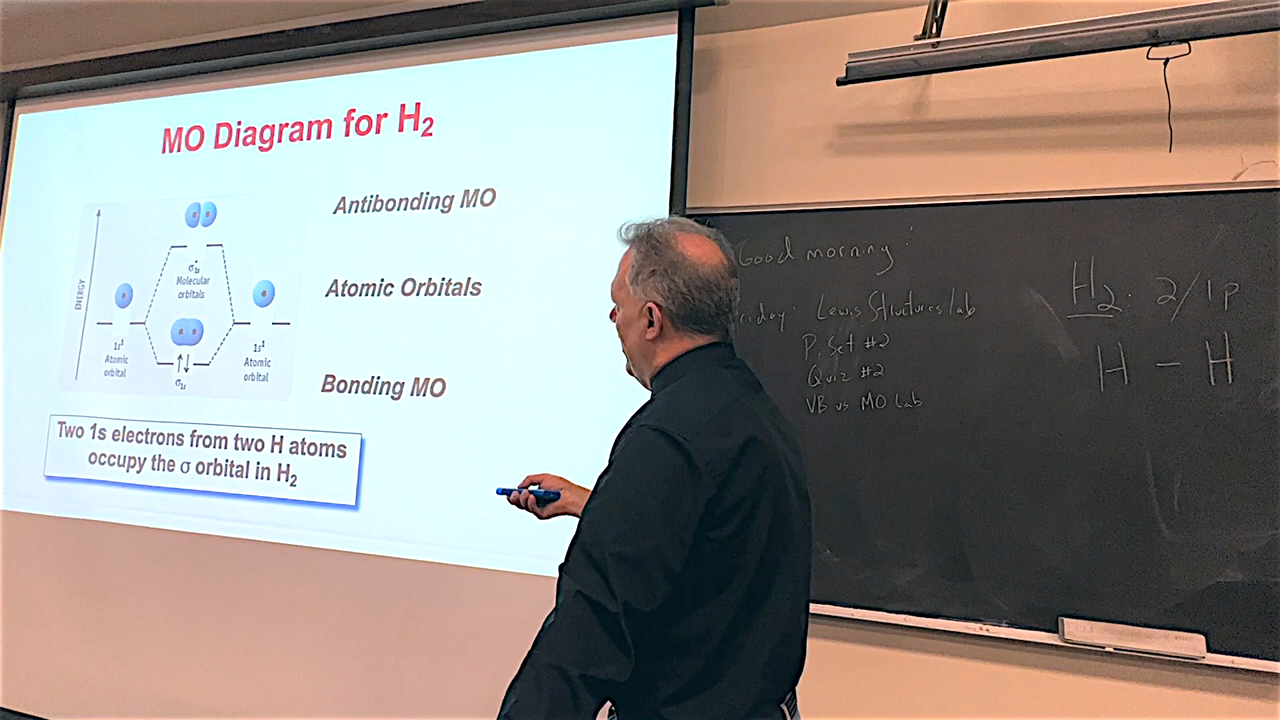 MO Diagram for H₂
Antibonding MO
Atomic Orbitals
Bonding MO
ENERGY
σ*1s
Molecular
orbitals
1s¹
Atomic
orbital
σ1s
1s¹
Atomic
orbital
Two 1s electrons from two H atoms
occupy the σ orbital in H₂
Good morning!
riday: Lewis Structures lab
P. Set #2
Quiz #2
VB vs MO Lab
H₂: 2/1p
H - H